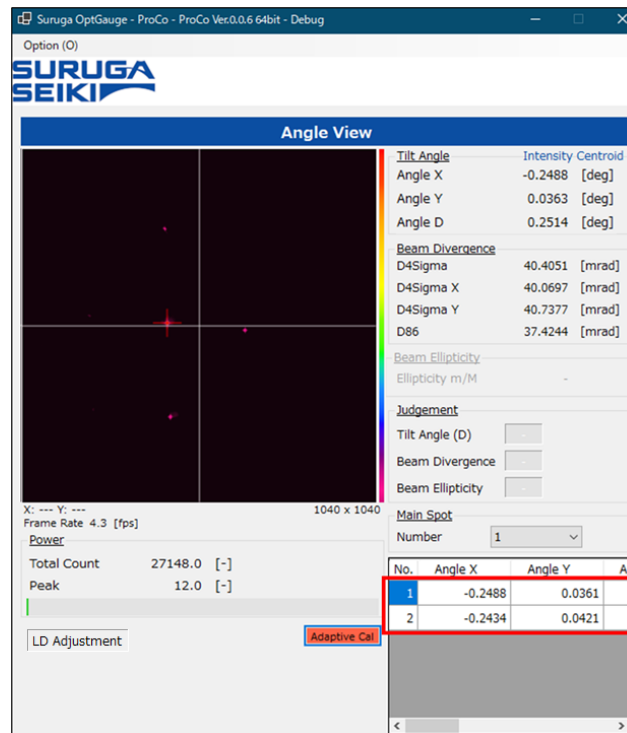 Suruga OptGauge - ProCo - ProCo Ver.0.0.6 64bit - Debug
Option (O)
SURUGA
SEIKI
Angle View
Tilt Angle Intensity Centroid
Angle X -0.2488 [deg]
Angle Y 0.0363 [deg]
Angle D 0.2514 [deg]
Beam Divergence
D4Sigma 40.4051 [mrad]
D4Sigma X 40.0697 [mrad]
D4Sigma Y 40.7377 [mrad]
D86 37.4244 [mrad]
Beam Ellipticity
Ellipticity m/M -
Judgement
Tilt Angle (D) -
Beam Divergence -
Beam Ellipticity -
X: --- Y: --- 1040 x 1040
Frame Rate 4.3 [fps]
Main Spot
Number 1
Power
Total Count 27148.0 [-]
Peak 12.0 [-]
LD Adjustment
Adaptive Cal
No. Angle X Angle Y A
1 -0.2488 0.0361
2 -0.2434 0.0421